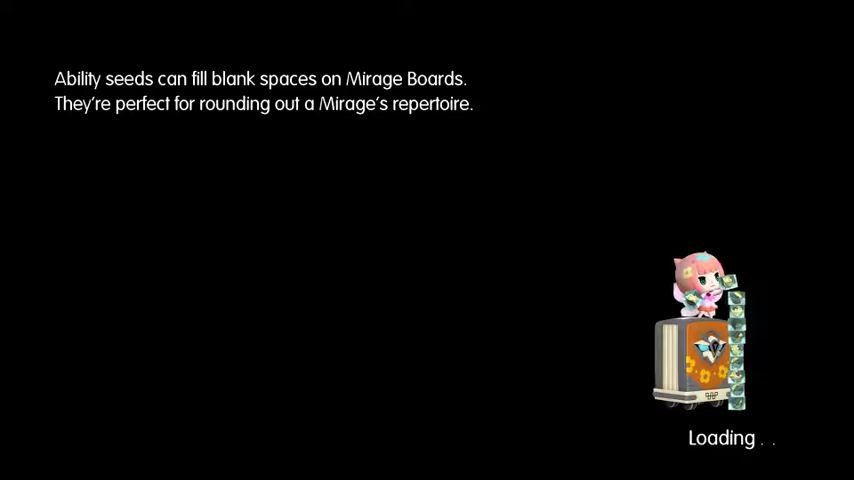 Ability seeds can fill blank spaces on Mirage Boards.
They're perfect for rounding out a Mirage's repertoire.
Loading . .